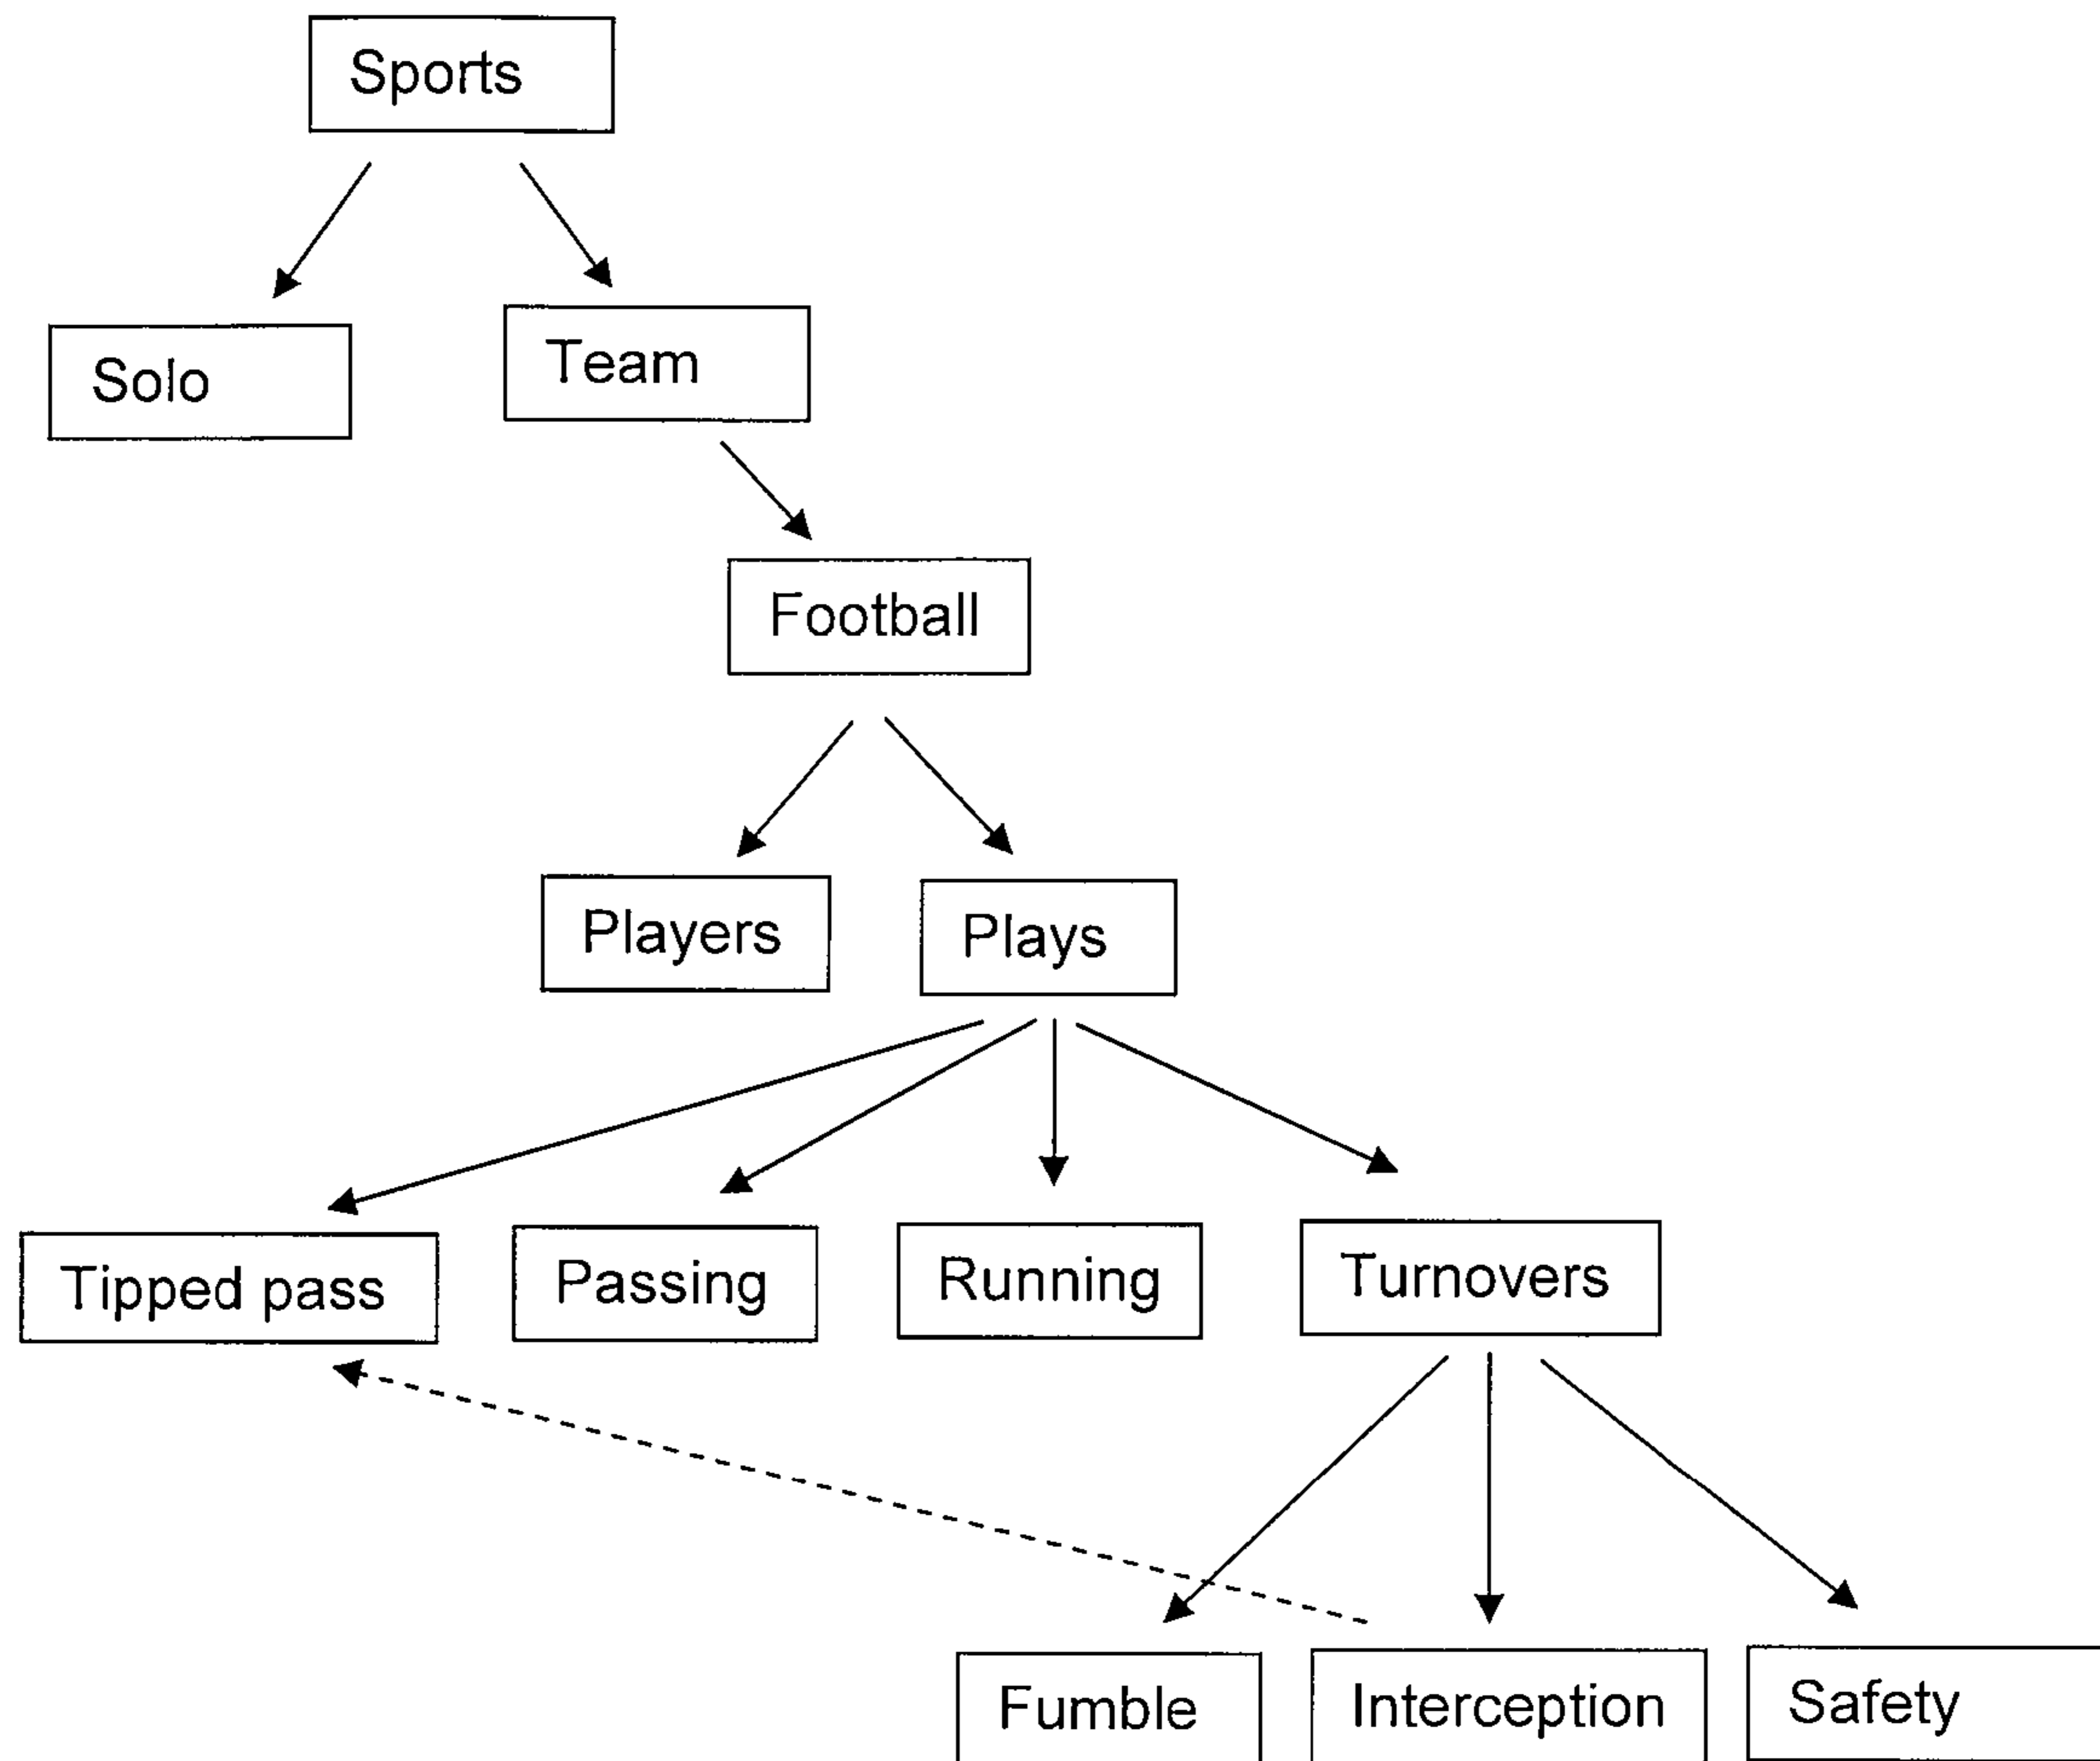 Sports
Solo
Team
Football
Players
Plays
Tipped pass
Passing
Running
Turnovers
Fumble
Interception
Safety